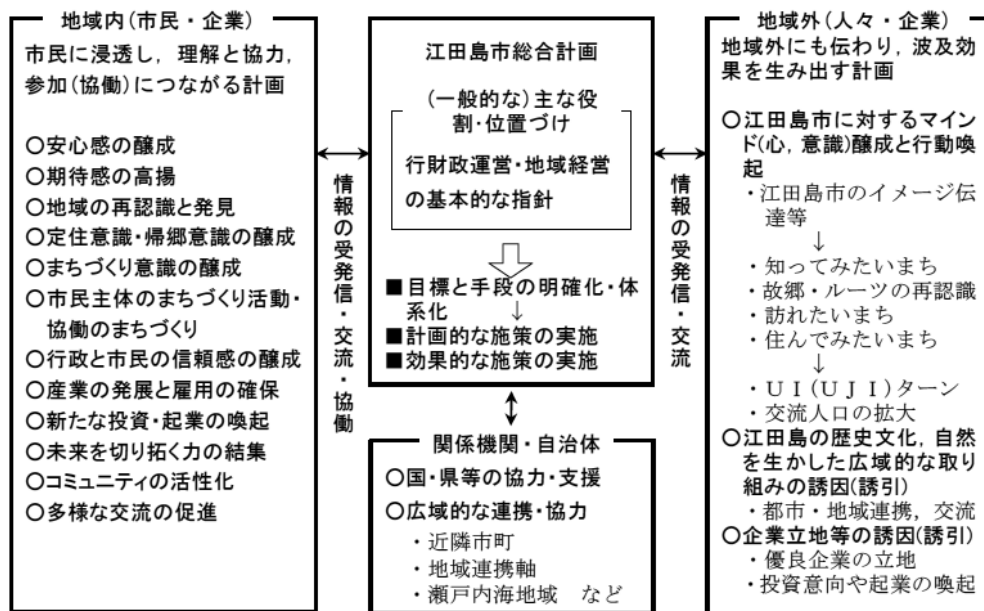 地域内(市民・企業)
市民に浸透し，理解と協力，
参加(協働)につながる計画
○安心感の醸成
○期待感の高揚
○地域の再認識と発見
○定住意識・帰郷意識の醸成
○まちづくり意識の醸成
○市民主体のまちづくり活動・
協働のまちづくり
○行政と市民の信頼感の醸成
○産業の発展と雇用の確保
○新たな投資・起業の喚起
○未来を切り拓く力の結集
○コミュニティの活性化
○多様な交流の促進
情報の受発信・交流・協働
江田島市総合計画
(一般的な)主な役
割・位置づけ
行財政運営・地域経営
の基本的な指針
■目標と手段の明確化・体
系化 ↓
■計画的な施策の実施
■効果的な施策の実施
関係機関・自治体
○国・県等の協力・支援
○広域的な連携・協力
・近隣市町
・地域連携軸
・瀬戸内海地域 など
情報の受発信・交流
地域外(人々・企業)
地域外にも伝わり，波及効
果を生み出す計画
○江田島市に対するマイン
ド(心，意識)醸成と行動喚
起
・江田島市のイメージ伝
達等
↓
・知ってみたいまち
・故郷・ルーツの再認識
・訪れたいまち
・住んでみたいまち
↓
・ＵＩ(ＵＪＩ)ターン
・交流人口の拡大
○江田島の歴史文化，自然
を生かした広域的な取り
組みの誘因(誘引)
・都市・地域連携，交流
○企業立地等の誘因(誘引)
・優良企業の立地
・投資意向や起業の喚起